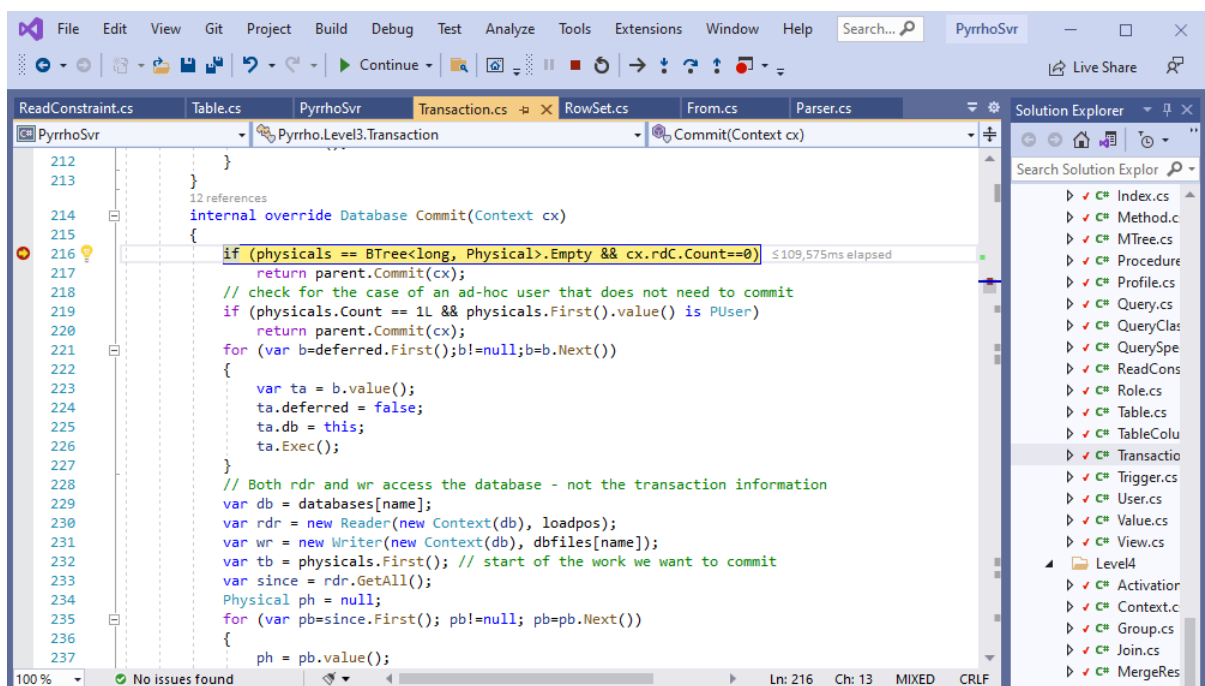 File Edit View Git Project Build Debug Test Analyze Tools Extensions Window Help Search... PyrrhoSvr
Continue Live Share
ReadConstraint.cs Table.cs PyrrhoSvr Transaction.cs RowSet.cs From.cs Parser.cs
Solution Explorer
C# PyrrhoSvr Pyrrho.Level3.Transaction Commit(Context cx)
Search Solution Explor
212 }
213 }
12 references
214 internal override Database Commit(Context cx)
215 {
216 if (physicals == BTree<long, Physical>.Empty && cx.rdC.Count==0) ≤109,575ms elapsed
217 return parent.Commit(cx);
218 // check for the case of an ad-hoc user that does not need to commit
219 if (physicals.Count == 1L && physicals.First().value() is PUser)
220 return parent.Commit(cx);
221 for (var b=deferred.First();b!=null;b=b.Next())
222 {
223 var ta = b.value();
224 ta.deferred = false;
225 ta.db = this;
226 ta.Exec();
227 }
228 // Both rdr and wr access the database - not the transaction information
229 var db = databases[name];
230 var rdr = new Reader(new Context(db), loadpos);
231 var wr = new Writer(new Context(db), dbfiles[name]);
232 var tb = physicals.First(); // start of the work we want to commit
233 var since = rdr.GetAll();
234 Physical ph = null;
235 for (var pb=since.First(); pb!=null; pb=pb.Next())
236 {
237 ph = pb.value();
C# Index.cs
C# Method.c
C# MTree.cs
C# Procedure
C# Profile.cs
C# Query.cs
C# QueryClas
C# QuerySpe
C# ReadCons
C# Role.cs
C# Table.cs
C# TableColu
C# Transactio
C# Trigger.cs
C# User.cs
C# Value.cs
C# View.cs
Level4
C# Activation
C# Context.c
C# Group.cs
C# Join.cs
C# MergeRes
100 % No issues found Ln: 216 Ch: 13 MIXED CRLF